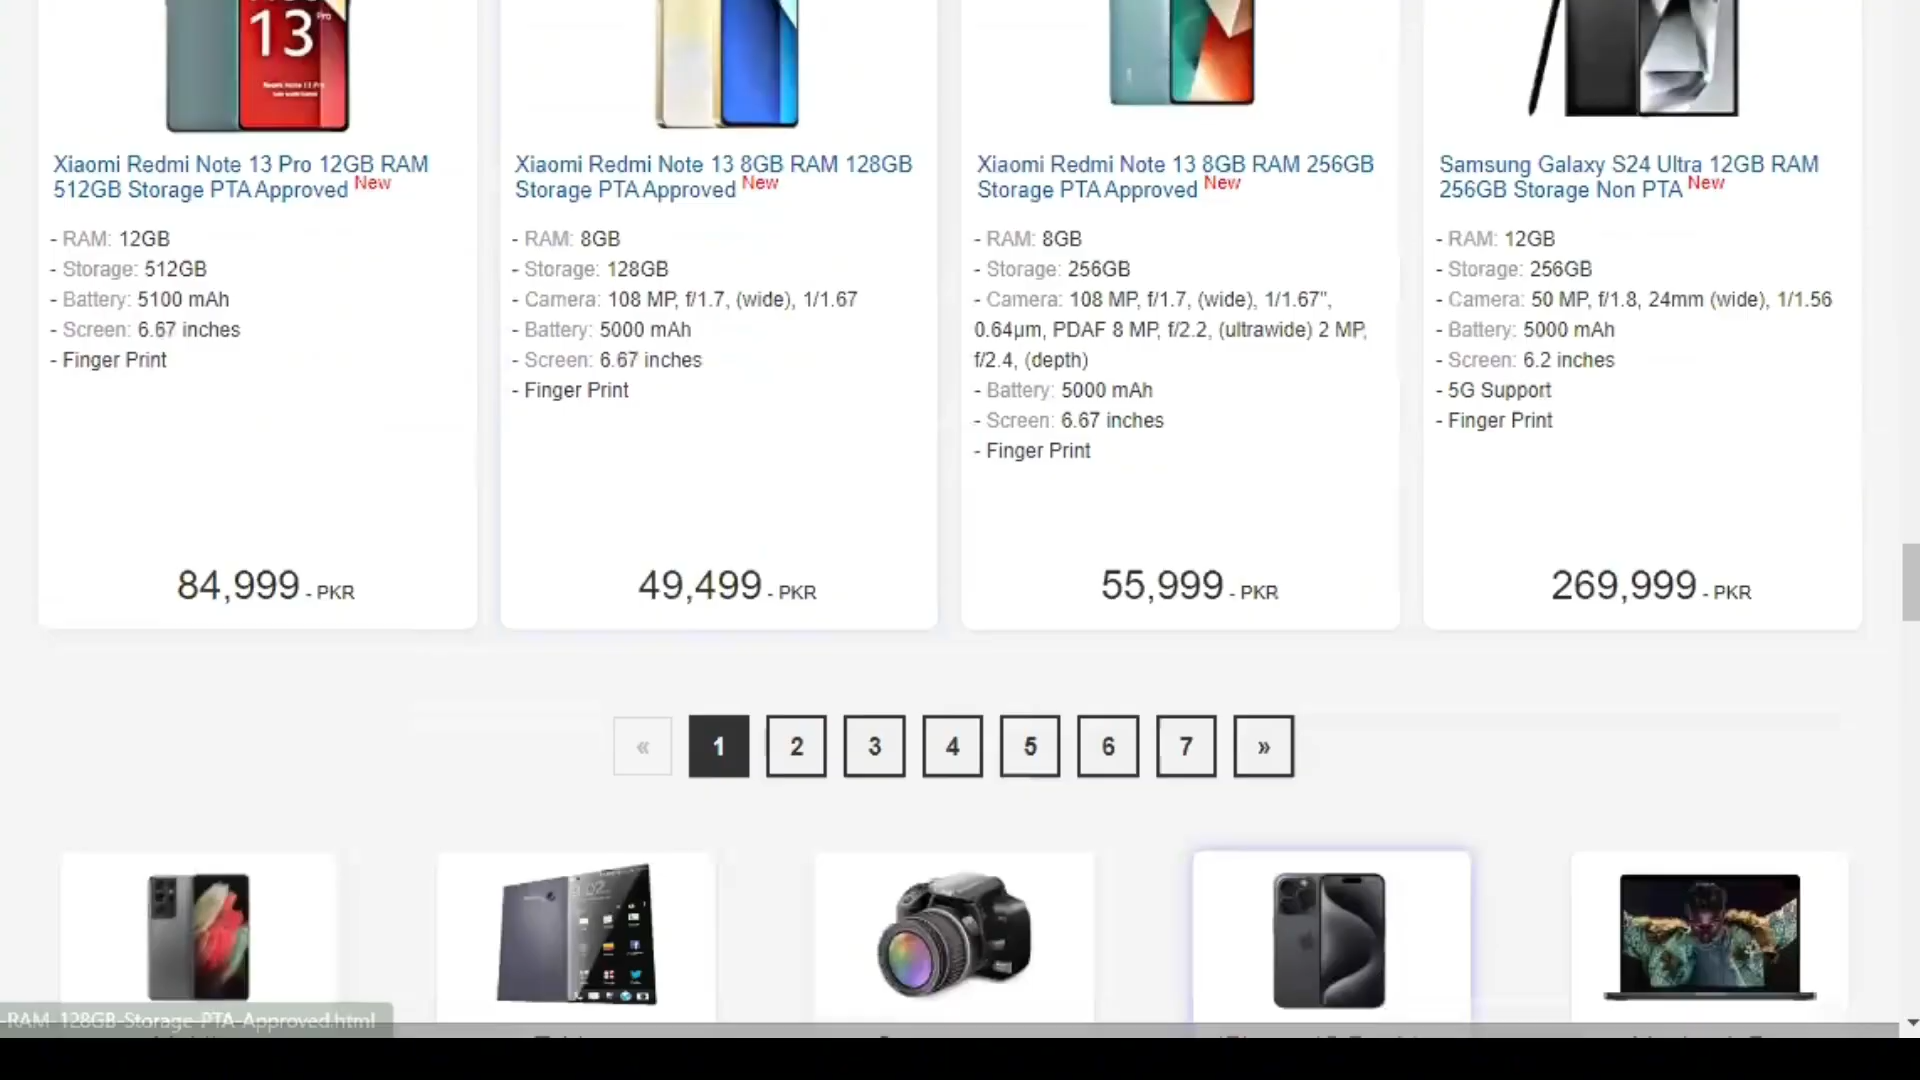 13 Pro
Xiaomi Redmi Note 13 Pro 12GB RAM
512GB Storage PTA Approved New
- RAM: 12GB
- Storage: 512GB
- Battery: 5100 mAh
- Screen: 6.67 inches
- Finger Print
84,999 - PKR
Xiaomi Redmi Note 13 8GB RAM 128GB
Storage PTA Approved New
- RAM: 8GB
- Storage: 128GB
- Camera: 108 MP, f/1.7, (wide), 1/1.67
- Battery: 5000 mAh
- Screen: 6.67 inches
- Finger Print
49,499 - PKR
Xiaomi Redmi Note 13 8GB RAM 256GB
Storage PTA Approved New
- RAM: 8GB
- Storage: 256GB
- Camera: 108 MP, f/1.7, (wide), 1/1.67",
0.64µm, PDAF 8 MP, f/2.2, (ultrawide) 2 MP,
f/2.4, (depth)
- Battery: 5000 mAh
- Screen: 6.67 inches
- Finger Print
55,999 - PKR
Samsung Galaxy S24 Ultra 12GB RAM
256GB Storage Non PTA New
- RAM: 12GB
- Storage: 256GB
- Camera: 50 MP, f/1.8, 24mm (wide), 1/1.56
- Battery: 5000 mAh
- Screen: 6.2 inches
- 5G Support
- Finger Print
269,999 - PKR
« 1 2 3 4 5 6 7 »
-RAM-128GB-Storage-PTA-Approved.html